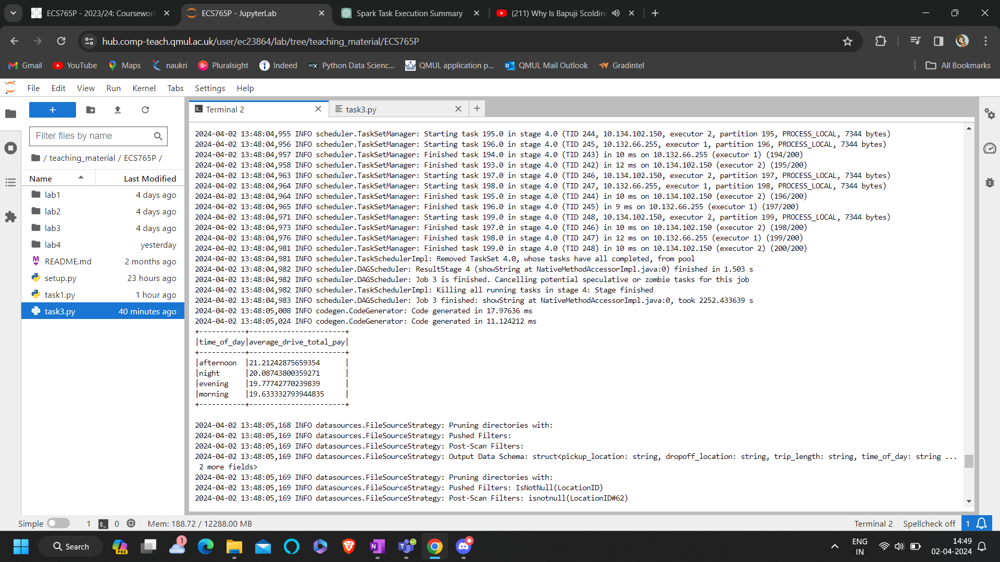 ECS765P - 2023/24: Coursework
ECS765P - JupyterLab
Spark Task Execution Summary
(211) Why Is Bapuji Scolding
hub.comp-teach.qmul.ac.uk/user/ec23864/lab/tree/teaching_material/ECS765P
Gmail YouTube Maps naukri Pluralsight Indeed edx Python Data Scienc... QMUL application p... QMUL Mail Outlook Gradintel All Bookmarks
File Edit View Run Kernel Tabs Settings Help
Terminal 2 task3.py
Filter files by name
/ teaching_material / ECS765P /
Name Last Modified
lab1 4 days ago
lab2 4 days ago
lab3 4 days ago
lab4 yesterday
README.md 2 months ago
setup.py 23 hours ago
task1.py 1 hour ago
task3.py 40 minutes ago
2024-04-02 13:48:04,955 INFO scheduler.TaskSetManager: Starting task 195.0 in stage 4.0 (TID 244, 10.134.102.150, executor 2, partition 195, PROCESS_LOCAL, 7344 bytes)
2024-04-02 13:48:04,956 INFO scheduler.TaskSetManager: Starting task 196.0 in stage 4.0 (TID 245, 10.132.66.255, executor 1, partition 196, PROCESS_LOCAL, 7344 bytes)
2024-04-02 13:48:04,957 INFO scheduler.TaskSetManager: Finished task 194.0 in stage 4.0 (TID 243) in 10 ms on 10.132.66.255 (executor 1) (194/200)
2024-04-02 13:48:04,958 INFO scheduler.TaskSetManager: Finished task 193.0 in stage 4.0 (TID 242) in 12 ms on 10.134.102.150 (executor 2) (195/200)
2024-04-02 13:48:04,963 INFO scheduler.TaskSetManager: Starting task 197.0 in stage 4.0 (TID 246, 10.134.102.150, executor 2, partition 197, PROCESS_LOCAL, 7344 bytes)
2024-04-02 13:48:04,964 INFO scheduler.TaskSetManager: Starting task 198.0 in stage 4.0 (TID 247, 10.132.66.255, executor 1, partition 198, PROCESS_LOCAL, 7344 bytes)
2024-04-02 13:48:04,964 INFO scheduler.TaskSetManager: Finished task 195.0 in stage 4.0 (TID 244) in 10 ms on 10.134.102.150 (executor 2) (196/200)
2024-04-02 13:48:04,965 INFO scheduler.TaskSetManager: Finished task 196.0 in stage 4.0 (TID 245) in 9 ms on 10.132.66.255 (executor 1) (197/200)
2024-04-02 13:48:04,971 INFO scheduler.TaskSetManager: Starting task 199.0 in stage 4.0 (TID 248, 10.134.102.150, executor 2, partition 199, PROCESS_LOCAL, 7344 bytes)
2024-04-02 13:48:04,973 INFO scheduler.TaskSetManager: Finished task 197.0 in stage 4.0 (TID 246) in 10 ms on 10.134.102.150 (executor 2) (198/200)
2024-04-02 13:48:04,976 INFO scheduler.TaskSetManager: Finished task 198.0 in stage 4.0 (TID 247) in 12 ms on 10.132.66.255 (executor 1) (199/200)
2024-04-02 13:48:04,981 INFO scheduler.TaskSetManager: Finished task 199.0 in stage 4.0 (TID 248) in 10 ms on 10.134.102.150 (executor 2) (200/200)
2024-04-02 13:48:04,981 INFO scheduler.TaskSchedulerImpl: Removed TaskSet 4.0, whose tasks have all completed, from pool
2024-04-02 13:48:04,982 INFO scheduler.DAGScheduler: ResultStage 4 (showString at NativeMethodAccessorImpl.java:0) finished in 1.503 s
2024-04-02 13:48:04,982 INFO scheduler.DAGScheduler: Job 3 is finished. Cancelling potential speculative or zombie tasks for this job
2024-04-02 13:48:04,982 INFO scheduler.TaskSchedulerImpl: Killing all running tasks in stage 4: Stage finished
2024-04-02 13:48:04,983 INFO scheduler.DAGScheduler: Job 3 finished: showString at NativeMethodAccessorImpl.java:0, took 2252.433639 s
2024-04-02 13:48:05,008 INFO codegen.CodeGenerator: Code generated in 17.97636 ms
2024-04-02 13:48:05,024 INFO codegen.CodeGenerator: Code generated in 11.124212 ms
+-----------+-----------------------+
|time_of_day|average_drive_total_pay|
+-----------+-----------------------+
|afternoon  |21.21242875659354      |
|night      |20.08743800359271      |
|evening    |19.77742770239839      |
|morning    |19.633332793944835     |
+-----------+-----------------------+
2024-04-02 13:48:05,168 INFO datasources.FileSourceStrategy: Pruning directories with:
2024-04-02 13:48:05,169 INFO datasources.FileSourceStrategy: Pushed Filters:
2024-04-02 13:48:05,169 INFO datasources.FileSourceStrategy: Post-Scan Filters:
2024-04-02 13:48:05,169 INFO datasources.FileSourceStrategy: Output Data Schema: struct<pickup_location: string, dropoff_location: string, trip_length: string, time_of_day: string ...
2 more fields>
2024-04-02 13:48:05,169 INFO datasources.FileSourceStrategy: Pruning directories with:
2024-04-02 13:48:05,169 INFO datasources.FileSourceStrategy: Pushed Filters: IsNotNull(LocationID)
2024-04-02 13:48:05,169 INFO datasources.FileSourceStrategy: Post-Scan Filters: isnotnull(LocationID#62)
Simple 1 $_ 0 Mem: 188.72 / 12288.00 MB Terminal 2 Spellcheck off 1
Search PRE 1 ENG 14:49
IN 02-04-2024